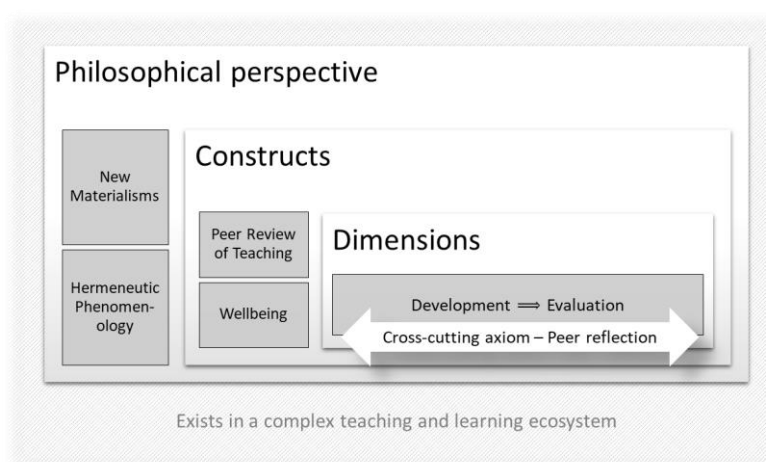 Philosophical perspective
New
Materialisms
Hermeneutic
Phenomen-
ology
Constructs
Peer Review
of Teaching
Wellbeing
Dimensions
Development ⟹ Evaluation
Cross-cutting axiom – Peer reflection
Exists in a complex teaching and learning ecosystem